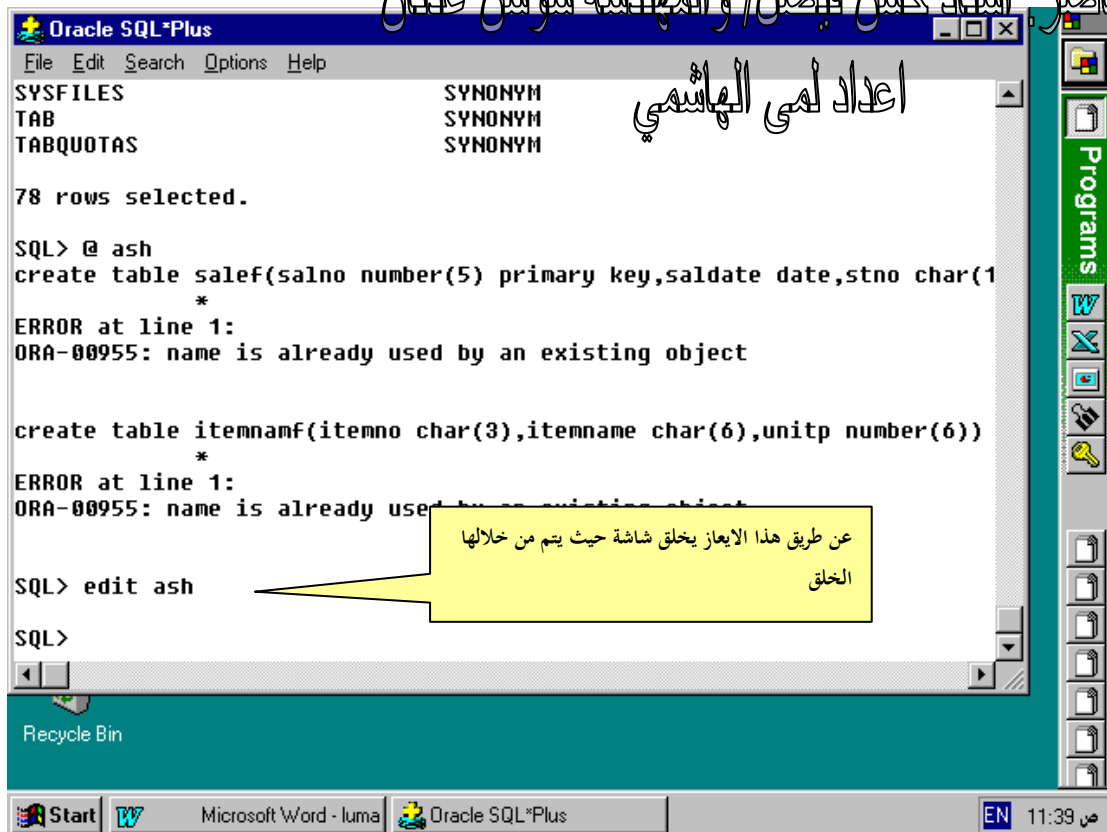 Oracle SQL*Plus
File Edit Search Options Help
اعداد لمى الهاشمي
SYSFILES SYNONYM
TAB SYNONYM
TABQUOTAS SYNONYM
78 rows selected.
SQL> @ ash
create table salef(salno number(5) primary key,saldate date,stno char(1
*
ERROR at line 1:
ORA-00955: name is already used by an existing object
create table itemnamf(itemno char(3),itemname char(6),unitp number(6))
*
ERROR at line 1:
ORA-00955: name is already used by an existing object
عن طريق هذا الايعاز يخلق شاشة حيث يتم من خلالها
الخلق
SQL> edit ash
SQL>
Programs
Recycle Bin
Start Microsoft Word - luma Oracle SQL*Plus EN 11:39 ص